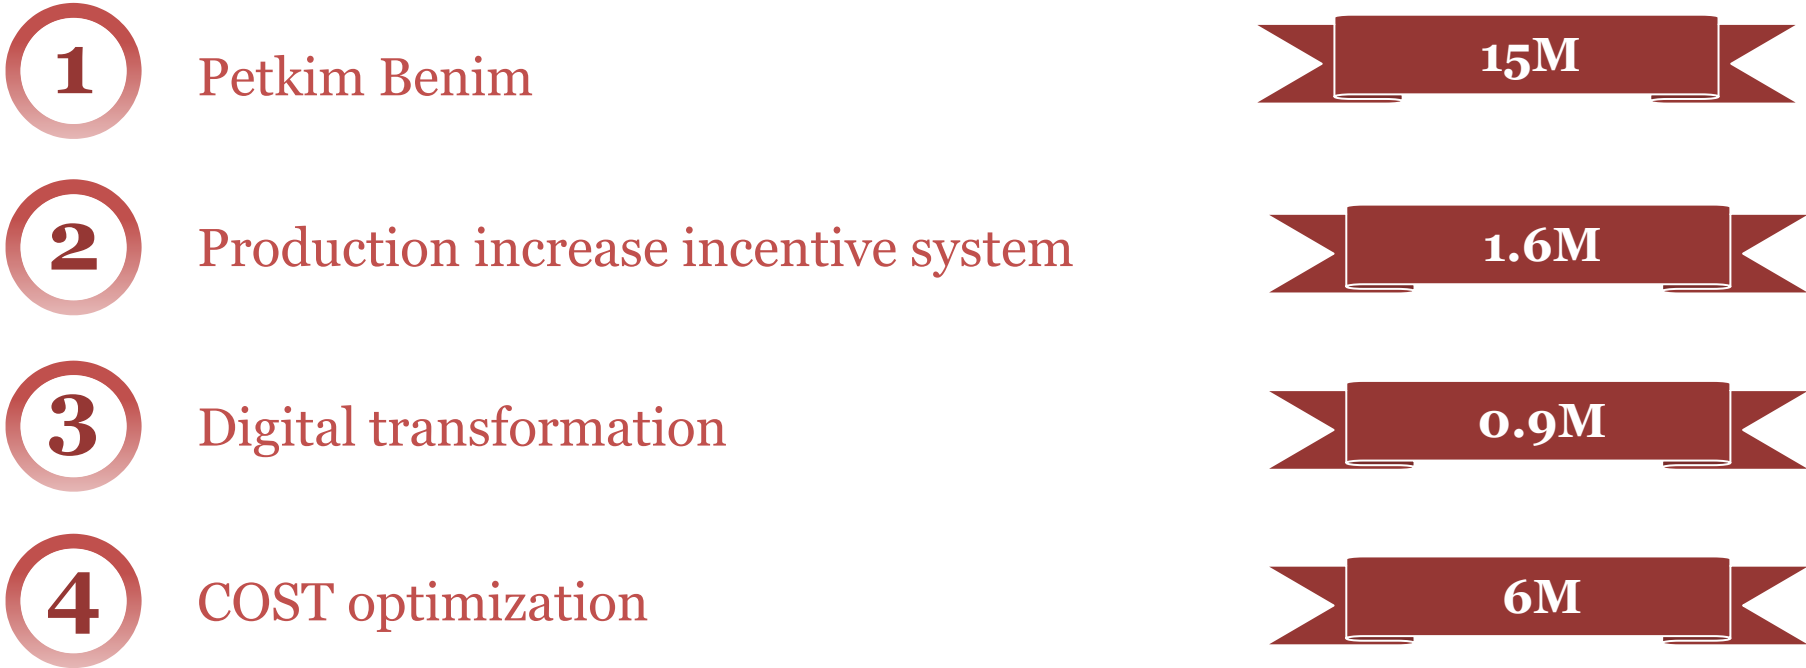 1 Petkim Benim 15M
2 Production increase incentive system 1.6M
3 Digital transformation 0.9M
4 COST optimization 6M